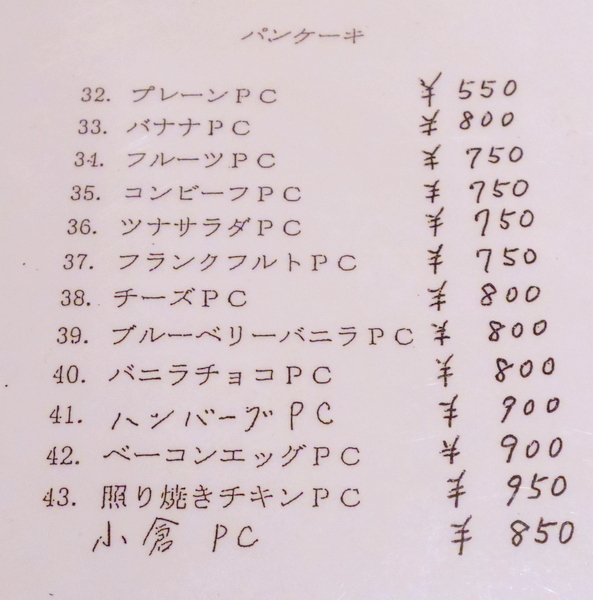 パンケーキ
32. プレーンPC ¥ 550
33. バナナPC ¥ 800
34. フルーツPC ¥ 750
35. コンビーフPC ¥ 750
36. ツナサラダPC ¥ 750
37. フランクフルトPC ¥ 750
38. チーズPC ¥ 800
39. ブルーベリーバニラPC ¥ 800
40. バニラチョコPC ¥ 800
41. ハンバーグPC ¥ 900
42. ベーコンエッグPC ¥ 900
43. 照り焼きチキンPC ¥ 950
小倉 PC ¥ 850